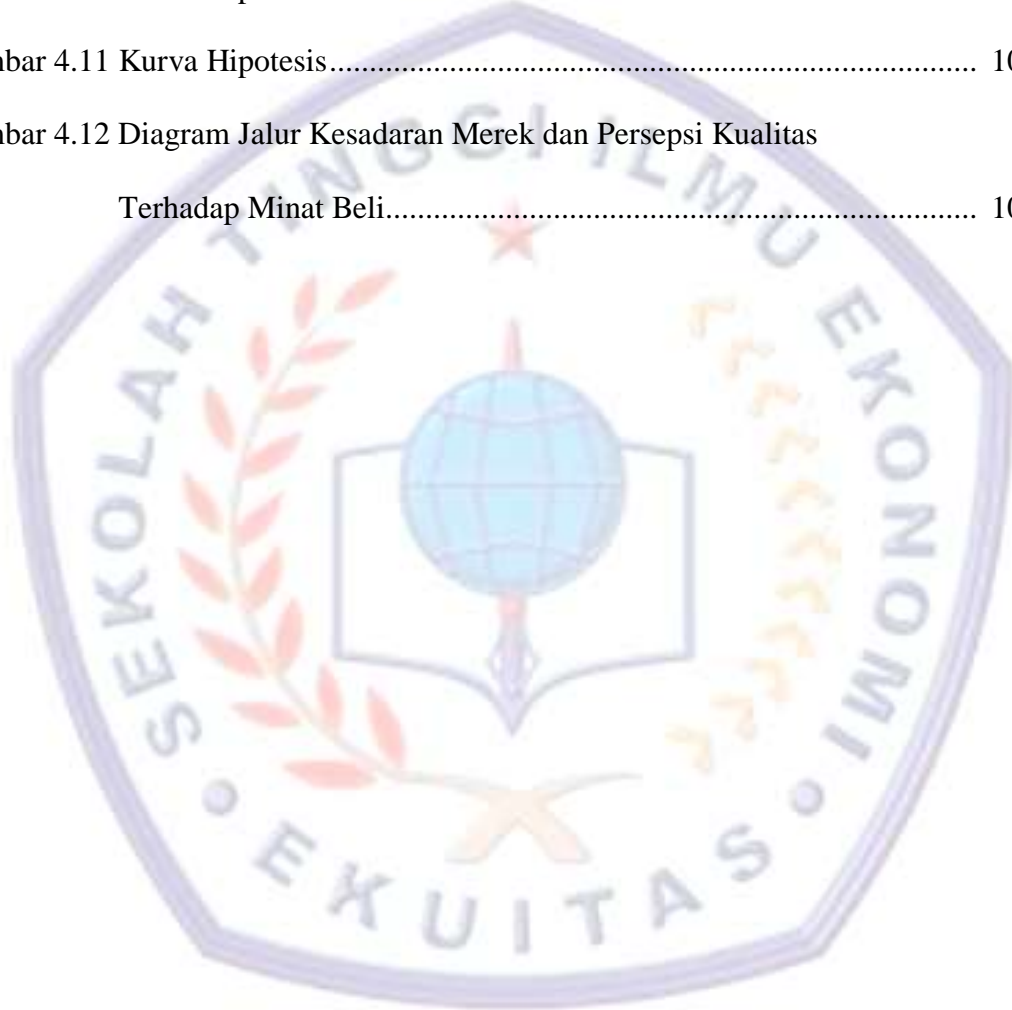 mbar 4.11 Kurva Hipotesis................................................................................ 10
mbar 4.12 Diagram Jalur Kesadaran Merek dan Persepsi Kualitas
Terhadap Minat Beli......................................................................... 10
SEKOLAH TINGGI ILMU EKONOMI
• EKUITAS •